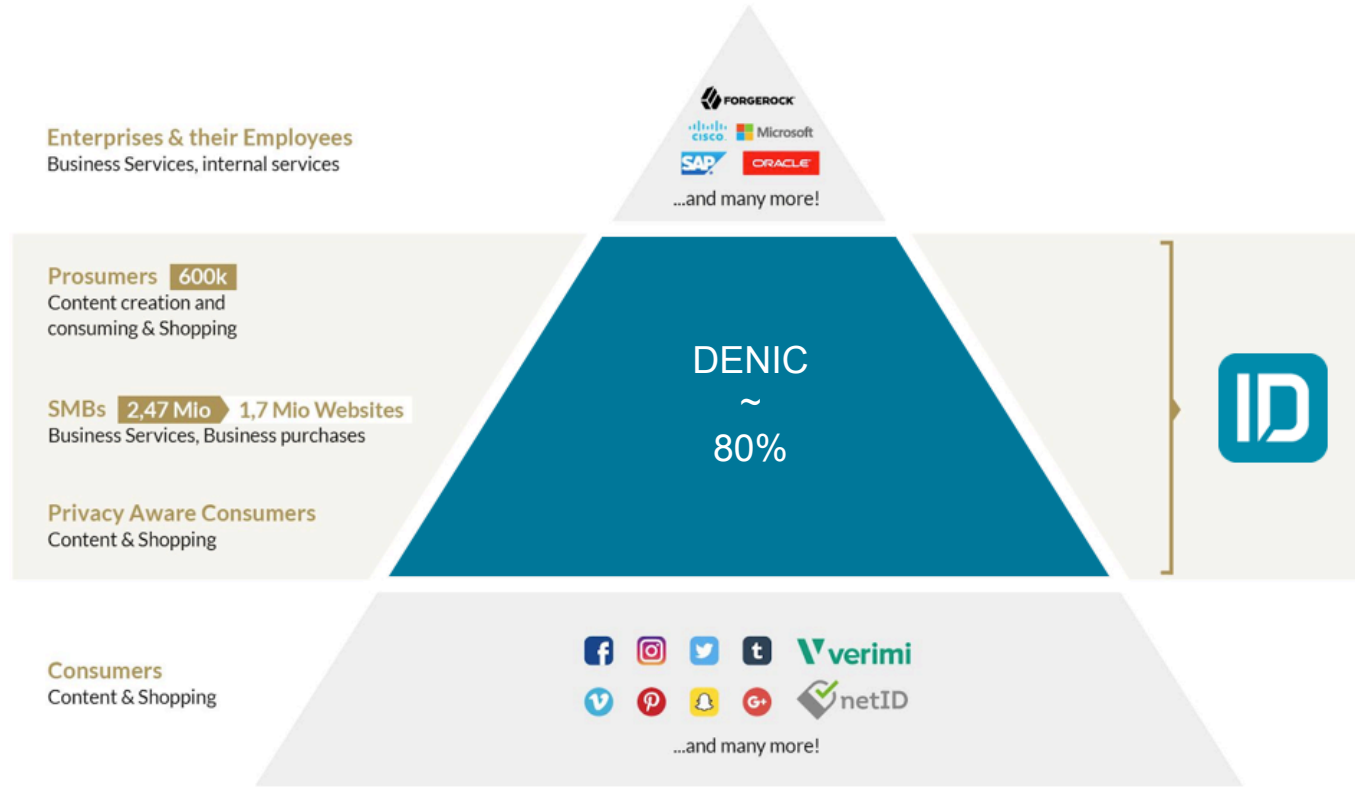 Enterprises & their Employees
Business Services, internal services
FORGEROCK
CISCO Microsoft
SAP ORACLE
...and many more!
Prosumers 600k
Content creation and
consuming & Shopping
SMBs 2,47 Mio 1,7 Mio Websites
Business Services, Business purchases
Privacy Aware Consumers
Content & Shopping
DENIC
~
80%
ID
Consumers
Content & Shopping
f t verimi
v p G+ netID
...and many more!